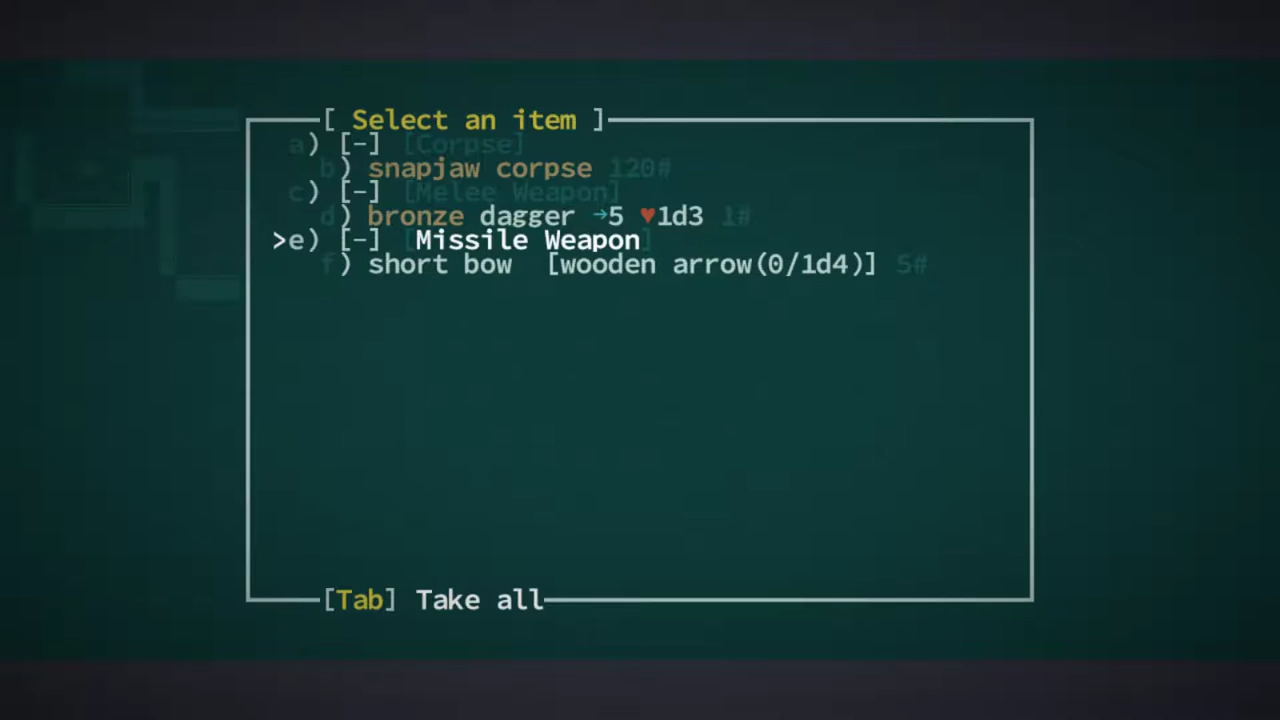 [ Select an item ]
a) [-] [Corpse]
b) snapjaw corpse 120#
c) [-] [Melee Weapon]
d) bronze dagger →5 ♥1d3 1#
>e) [-] [Missile Weapon]
f) short bow [wooden arrow(0/1d4)] 5#
[Tab] Take all